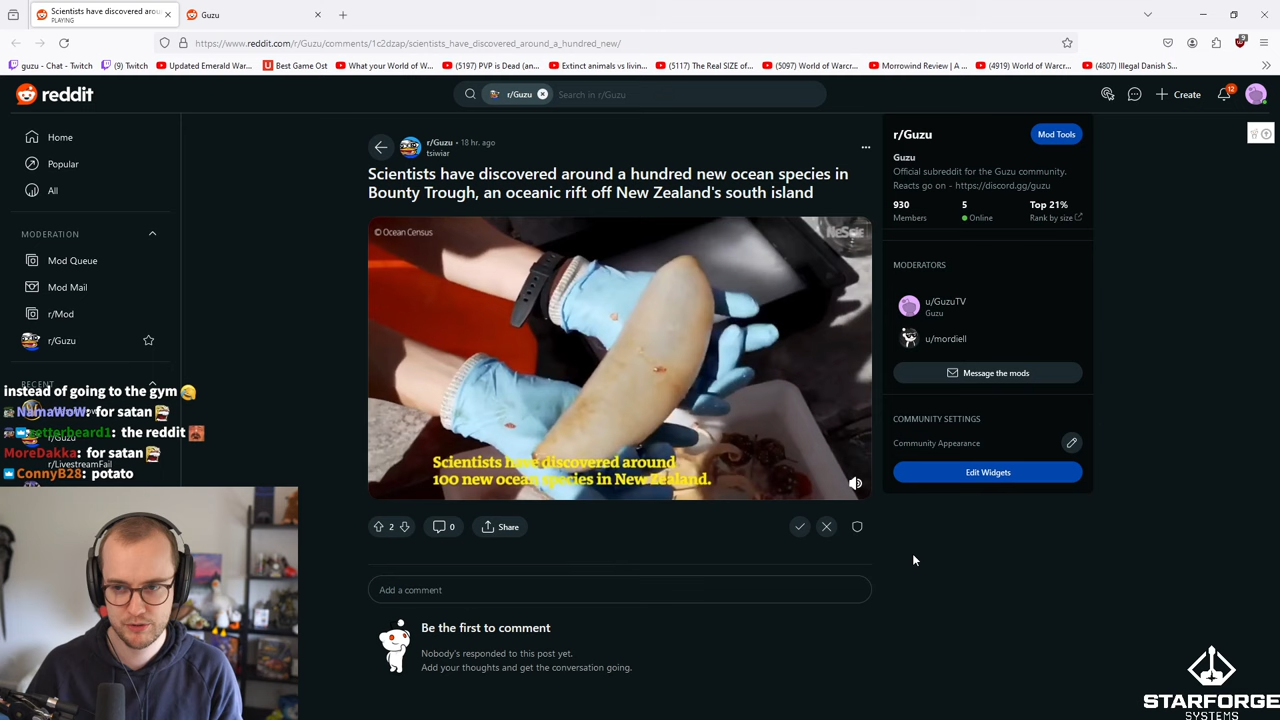 Scientists have discovered arou
PLAYING
Guzu
https://www.reddit.com/r/Guzu/comments/1c2dzap/scientists_have_discovered_around_a_hundred_new/
guzu - Chat - Twitch
(9) Twitch
Updated Emerald War...
Best Game Ost
What your World of W...
(5197) PVP is Dead (an...
Extinct animals vs livin...
(5117) The Real SIZE of...
(5097) World of Warcr...
Morrowind Review | A ...
(4919) World of Warcr...
(4807) Illegal Danish S...
reddit
r/Guzu
Search in r/Guzu
Create
12
Home
Popular
All
MODERATION
Mod Queue
Mod Mail
r/Mod
r/Guzu
RECENT
r/Guzu
r/LivestreamFail
instead of going to the gym
NamaWoW: for satan
etterheard1: the reddit
MoreDakka: for satan
ConnyB28: potato
r/Guzu • 18 hr. ago
tsiwiar
Scientists have discovered around a hundred new ocean species in
Bounty Trough, an oceanic rift off New Zealand's south island
© Ocean Census
Scientists have discovered around
100 new ocean species in New Zealand.
2
0
Share
Add a comment
Be the first to comment
Nobody's responded to this post yet.
Add your thoughts and get the conversation going.
r/Guzu
Mod Tools
Guzu
Official subreddit for the Guzu community.
Reacts go on - https://discord.gg/guzu
930
5
Top 21%
Members
Online
Rank by size
MODERATORS
u/GuzuTV
Guzu
u/mordiell
Message the mods
COMMUNITY SETTINGS
Community Appearance
Edit Widgets
STARFORGE
SYSTEMS